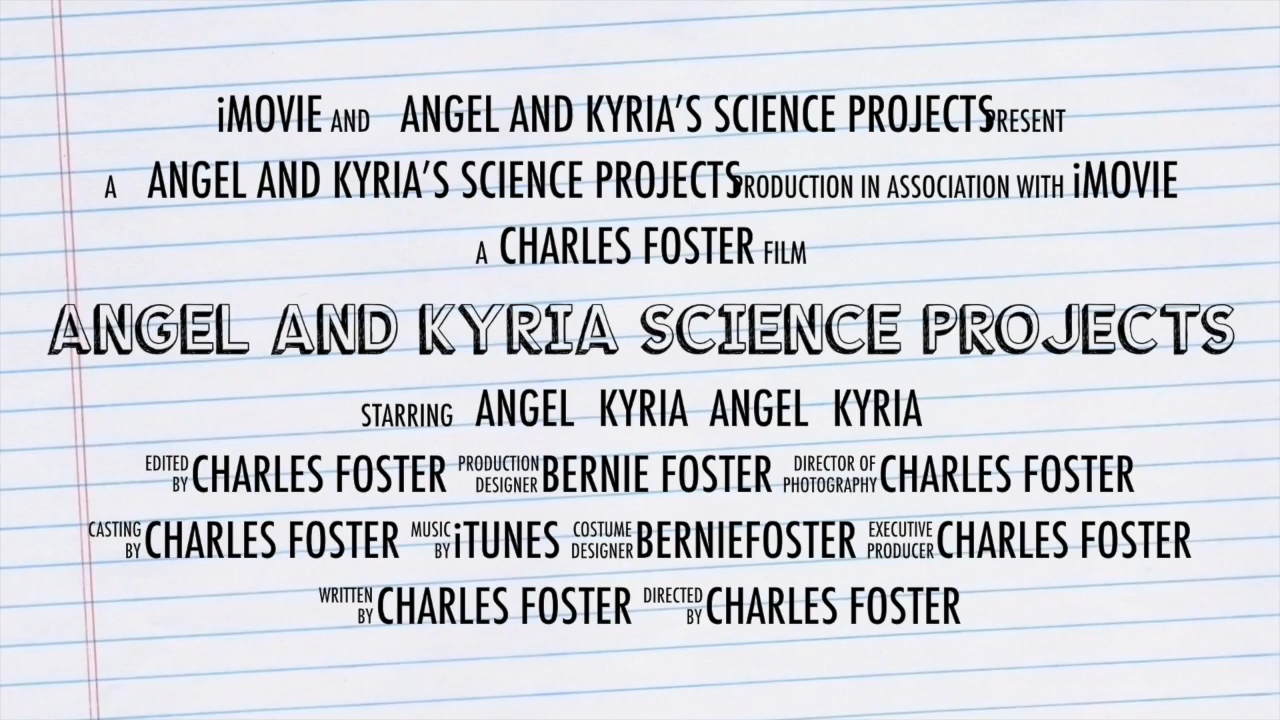 iMOVIE AND ANGEL AND KYRIA'S SCIENCE PROJECTS PRESENT
A ANGEL AND KYRIA'S SCIENCE PROJECTS PRODUCTION IN ASSOCIATION WITH iMOVIE
A CHARLES FOSTER FILM
ANGEL AND KYRIA SCIENCE PROJECTS
STARRING ANGEL KYRIA ANGEL KYRIA
EDITED BY CHARLES FOSTER PRODUCTION DESIGNER BERNIE FOSTER DIRECTOR OF PHOTOGRAPHY CHARLES FOSTER
CASTING BY CHARLES FOSTER MUSIC BY iTUNES COSTUME DESIGNER BERNIEFOSTER EXECUTIVE PRODUCER CHARLES FOSTER
WRITTEN BY CHARLES FOSTER DIRECTED BY CHARLES FOSTER